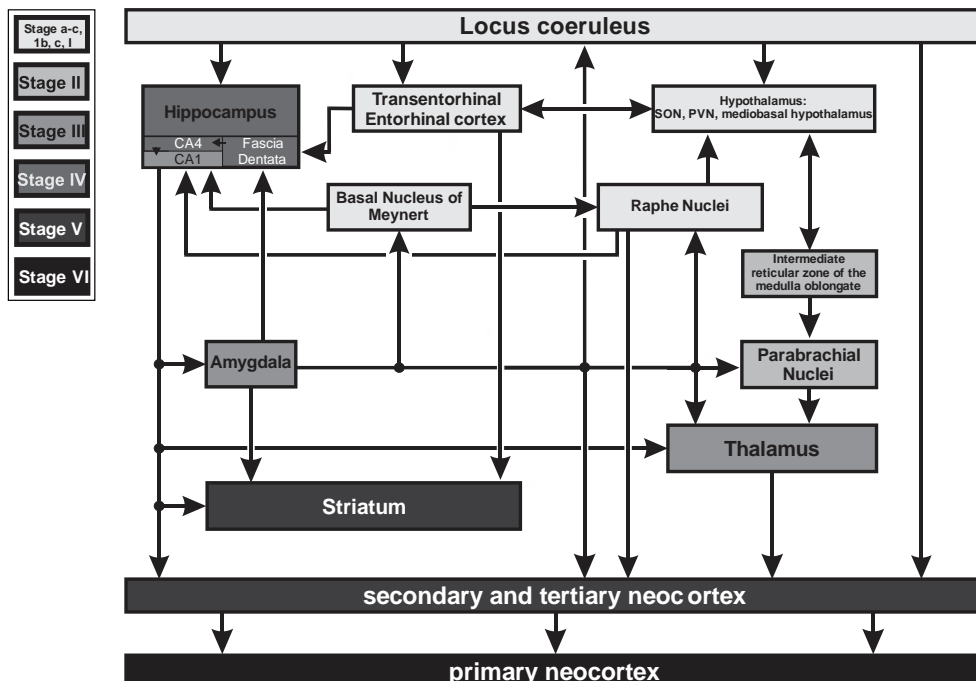 Stage a-c,
1b, c, I
Stage II
Stage III
Stage IV
Stage V
Stage VI
Locus coeruleus
Hippocampus
CA4
Fascia
CA1
Dentata
Transentorhinal
Entorhinal cortex
Hypothalamus:
SON, PVN, mediobasal hypothalamus
Basal Nucleus of
Meynert
Raphe Nuclei
Intermediate
reticular zone of the
medulla oblongate
Amygdala
Parabrachial
Nuclei
Thalamus
Striatum
secondary and tertiary neocortex
primary neocortex